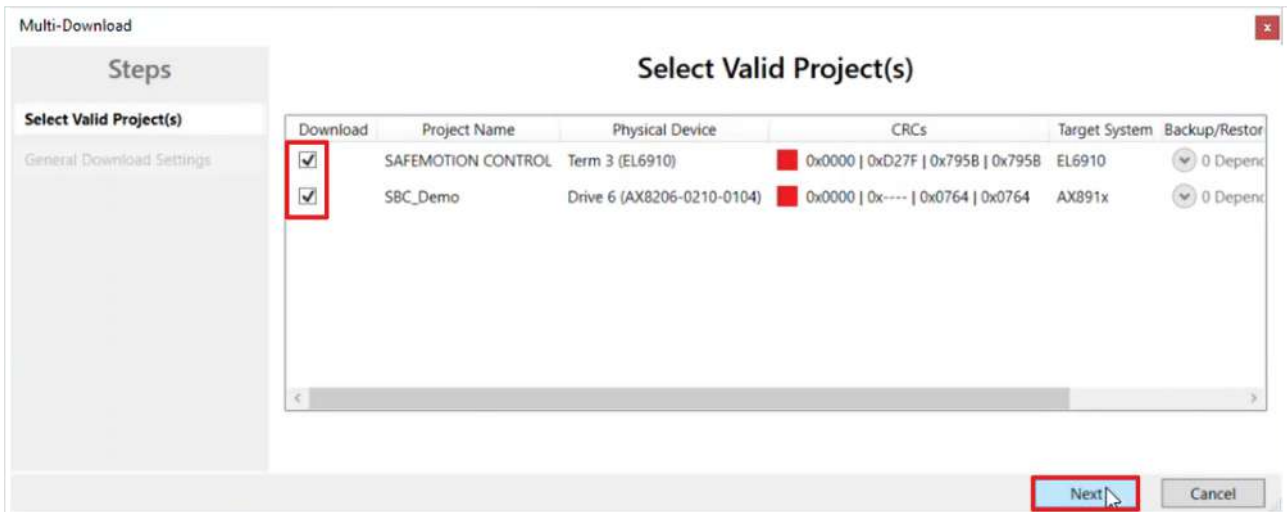 Multi-Download
x
Steps
Select Valid Project(s)
Select Valid Project(s)
General Download Settings
Download Project Name Physical Device CRCs Target System Backup/Restor
SAFEMOTION CONTROL Term 3 (EL6910) 0x0000 | 0xD27F | 0x795B | 0x795B EL6910 0 Depend
SBC_Demo Drive 6 (AX8206-0210-0104) 0x0000 | 0x---- | 0x0764 | 0x0764 AX891x 0 Depend
Next Cancel